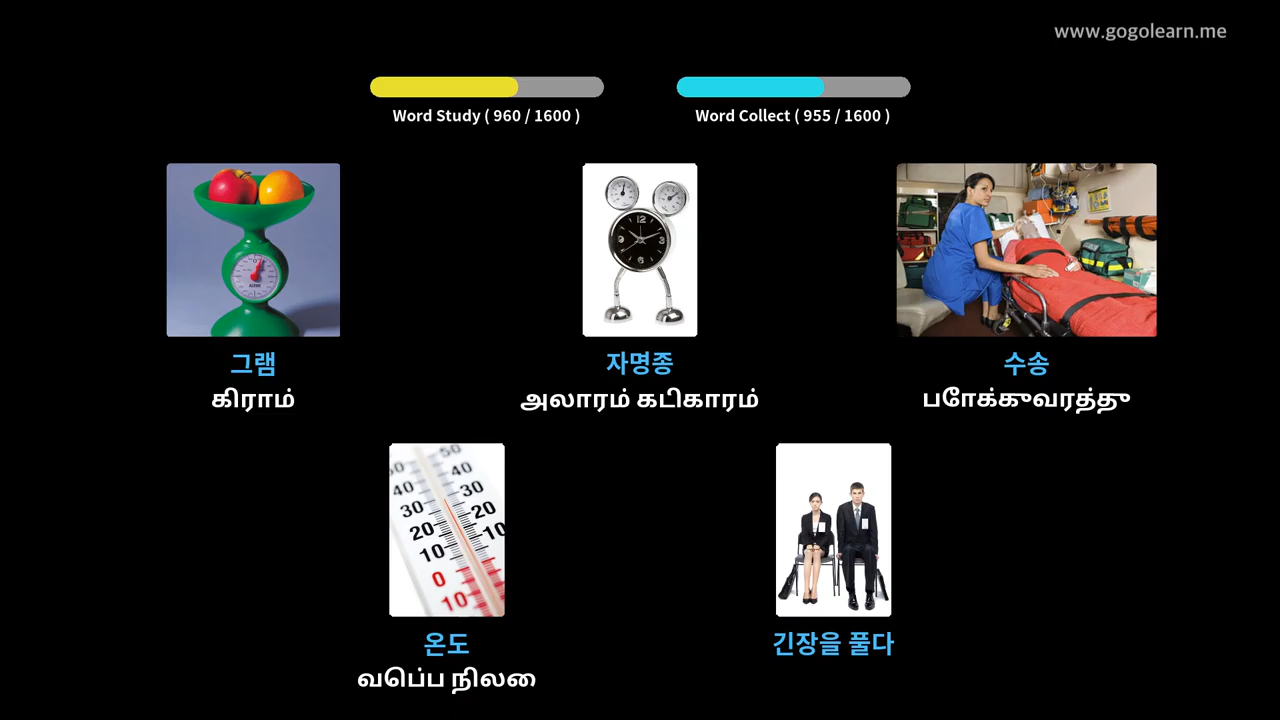 www.gogolearn.me
Word Study ( 960 / 1600 )
Word Collect ( 955 / 1600 )
그램
கிராம்
자명종
அலாரம் கடிகாரம்
수송
போக்குவரத்து
온도
வெப்ப நிலை
긴장을 풀다